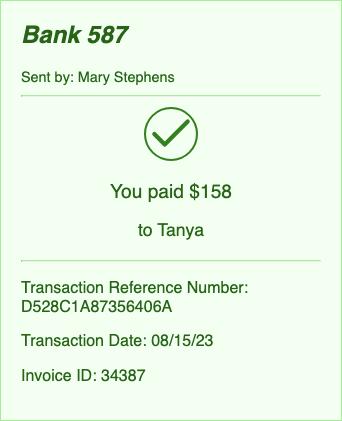 Bank 587
Sent by: Mary Stephens
You paid $158
to Tanya
Transaction Reference Number:
D528C1A87356406A
Transaction Date: 08/15/23
Invoice ID: 34387